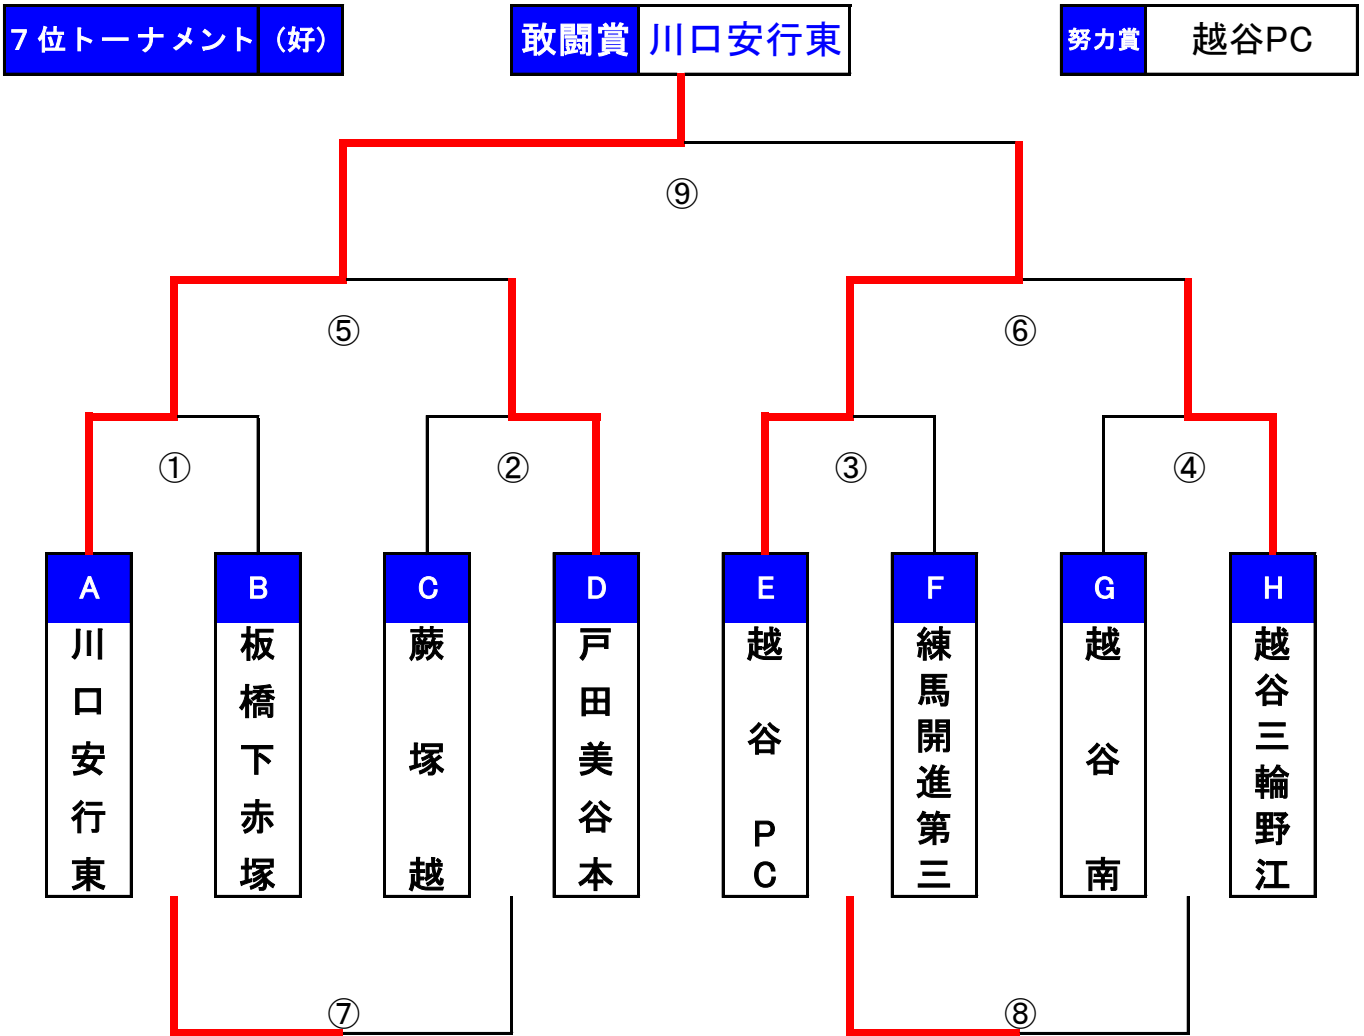 7位トーナメント (好)
敢闘賞 川口安行東
努力賞 越谷PC
⑨
⑤
⑥
①
②
③
④
A
川口安行東
B
板橋下赤塚
C
蕨塚越
D
戸田美谷本
E
越谷PC
F
練馬開進第三
G
越谷南
H
越谷三輪野江
⑦
⑧